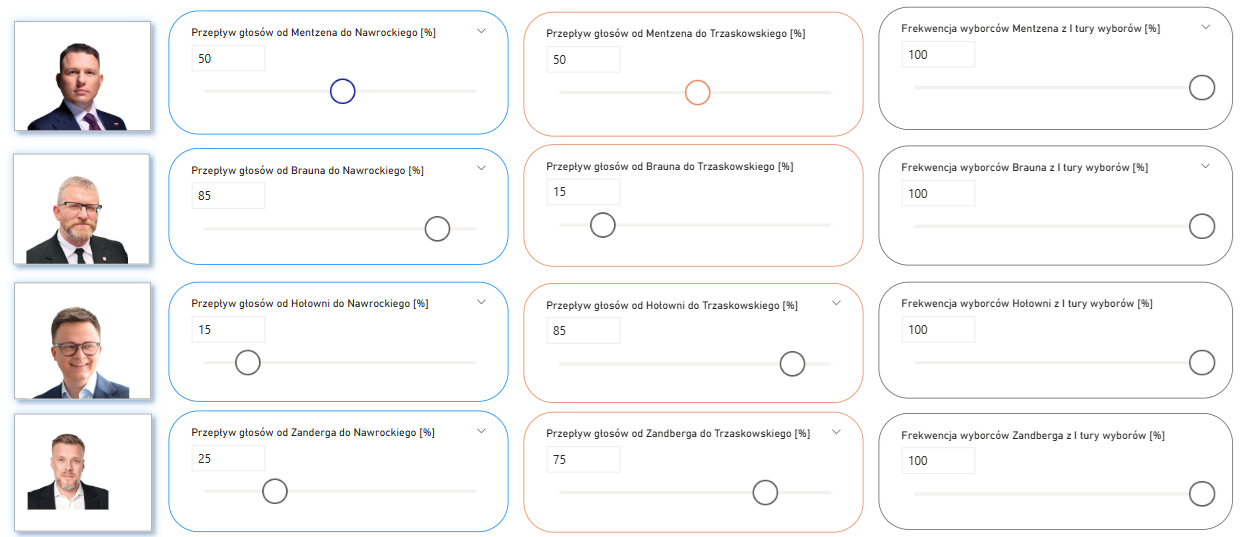 Przepływ głosów od Mentzena do Nawrockiego [%]
50
Przepływ głosów od Mentzena do Trzaskowskiego [%]
50
Frekwencja wyborców Mentzena z I tury wyborów [%]
100
Przepływ głosów od Brauna do Nawrockiego [%]
85
Przepływ głosów od Brauna do Trzaskowskiego [%]
15
Frekwencja wyborców Brauna z I tury wyborów [%]
100
Przepływ głosów od Hołowni do Nawrockiego [%]
15
Przepływ głosów od Hołowni do Trzaskowskiego [%]
85
Frekwencja wyborców Hołowni z I tury wyborów [%]
100
Przepływ głosów od Zanderga do Nawrockiego [%]
25
Przepływ głosów od Zandberga do Trzaskowskiego [%]
75
Frekwencja wyborców Zandberga z I tury wyborów [%]
100